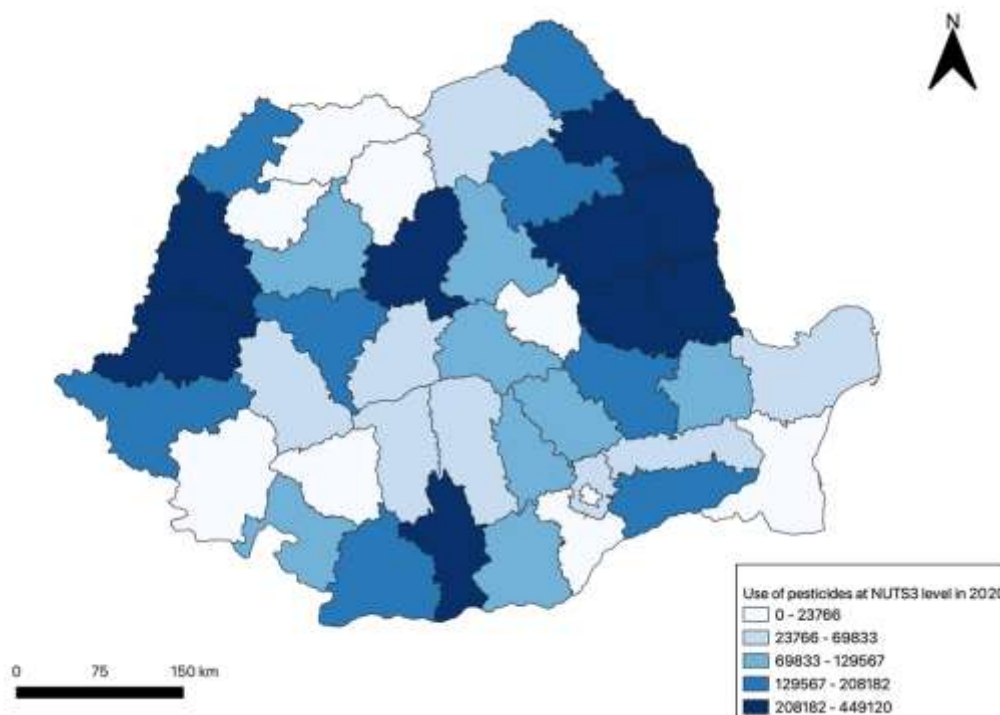 N
0 75 150 km
Use of pesticides at NUTS3 level in 2020
0 - 23766
23766 - 69833
69833 - 129567
129567 - 208182
208182 - 449120